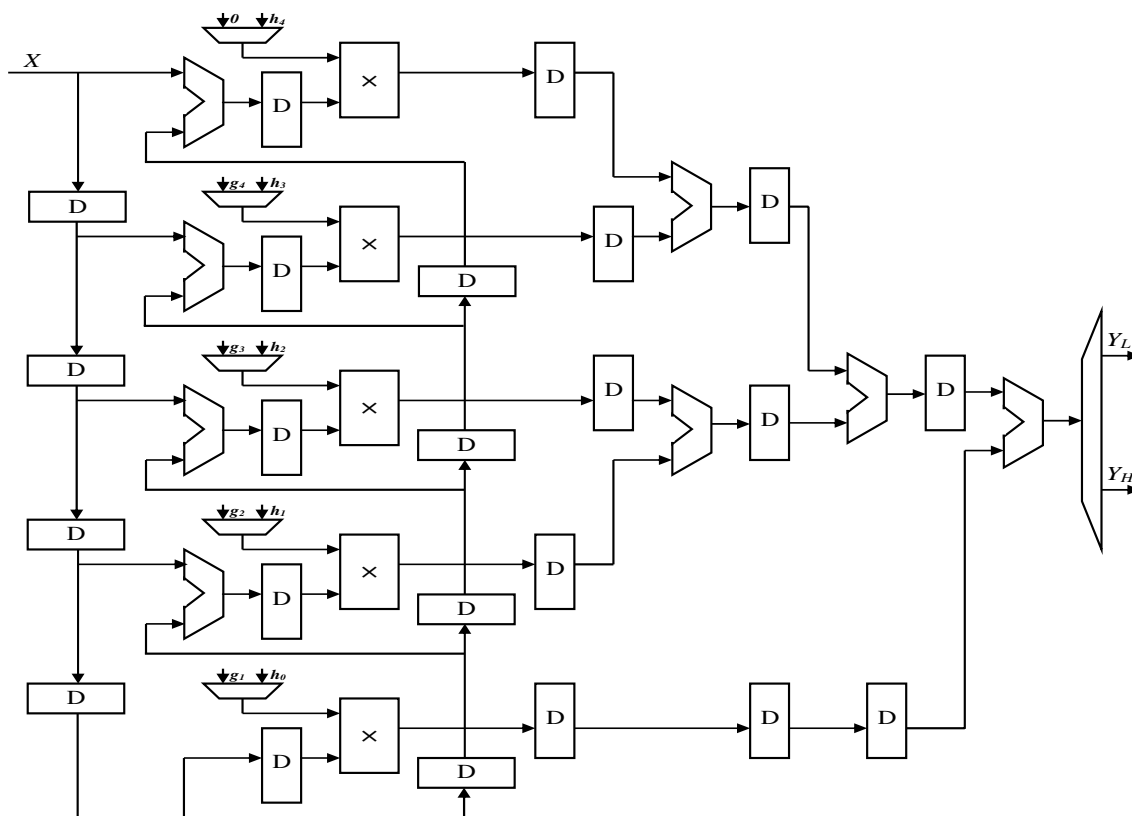 0 h4
X
D × D
g4 h3
D D
D × D
D
g3 h2
YL
D D
D × D D
D
g2 h1
YH
D
D × D
D
g1 h0
D
D × D D D
D